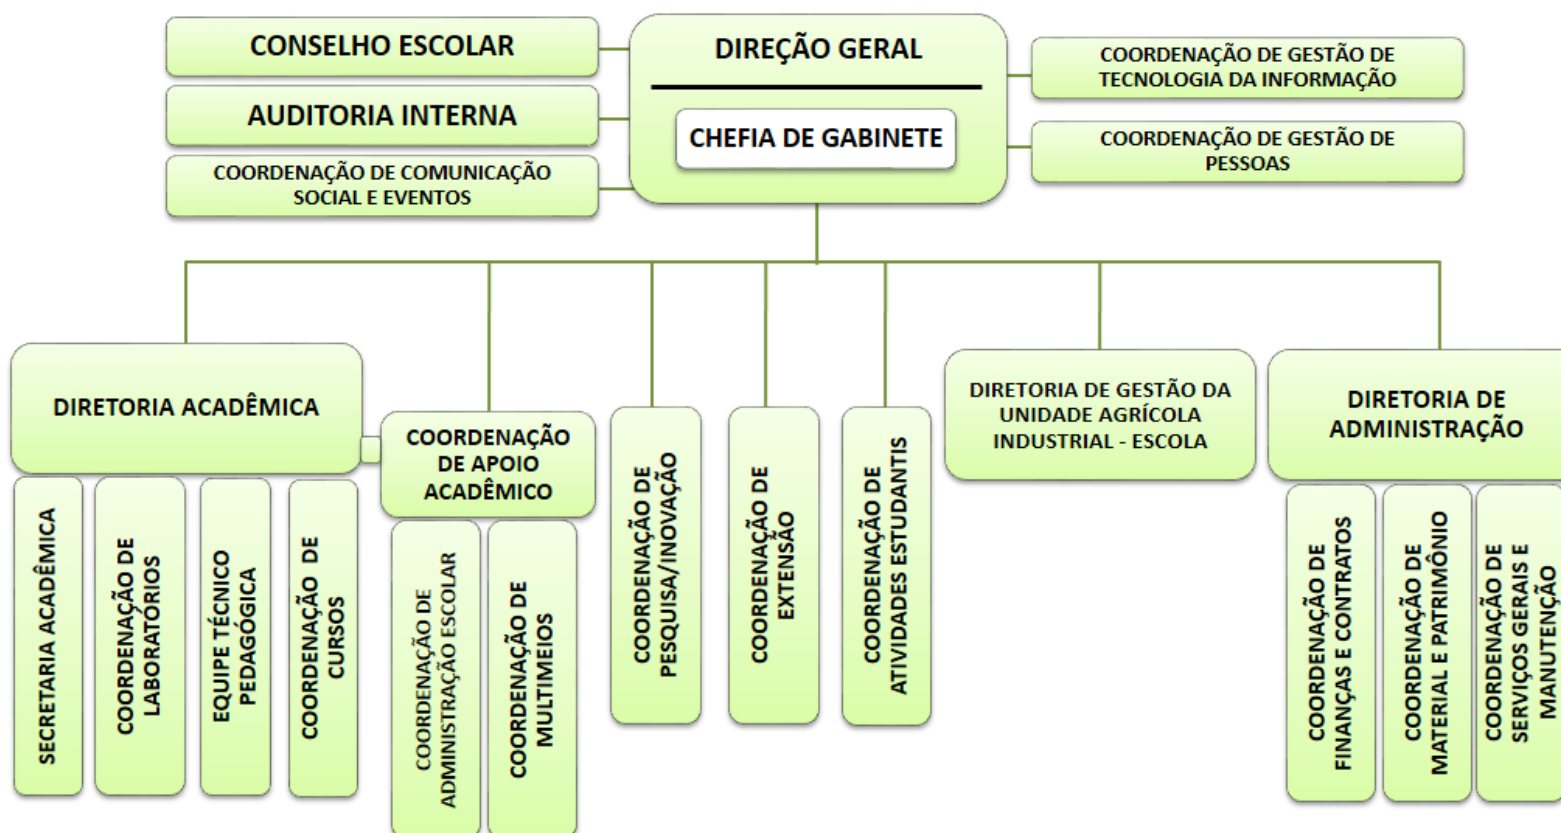 CONSELHO ESCOLAR
AUDITORIA INTERNA
COORDENAÇÃO DE COMUNICAÇÃO
SOCIAL E EVENTOS
DIREÇÃO GERAL
CHEFIA DE GABINETE
COORDENAÇÃO DE GESTÃO DE
TECNOLOGIA DA INFORMAÇÃO
COORDENAÇÃO DE GESTÃO DE
PESSOAS
DIRETORIA ACADÊMICA
SECRETARIA ACADÊMICA
COORDENAÇÃO DE
LABORATÓRIOS
EQUIPE TÉCNICO
PEDAGÓGICA
COORDENAÇÃO DE
CURSOS
COORDENAÇÃO
DE APOIO
ACADÊMICO
COORDENAÇÃO DE
ADMINISTRAÇÃO ESCOLAR
COORDENAÇÃO DE
MULTIMEIOS
COORDENAÇÃO DE
PESQUISA/INOVAÇÃO
COORDENAÇÃO DE
EXTENSÃO
COORDENAÇÃO DE
ATIVIDADES ESTUDANTIS
DIRETORIA DE GESTÃO DA
UNIDADE AGRÍCOLA
INDUSTRIAL - ESCOLA
DIRETORIA DE
ADMINISTRAÇÃO
COORDENAÇÃO DE
FINANÇAS E CONTRATOS
COORDENAÇÃO DE
MATERIAL E PATRIMÔNIO
COORDENAÇÃO DE
SERVIÇOS GERAIS E
MANUTENÇÃO